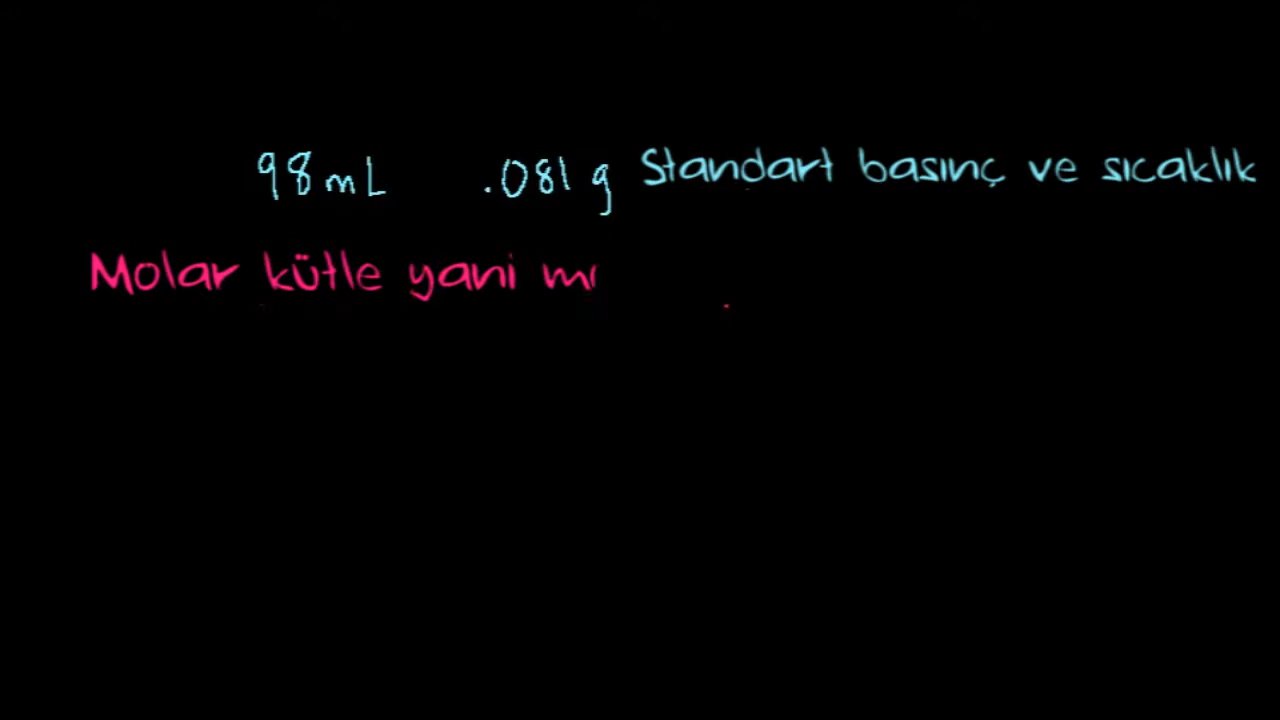 98 mL .081 g Standart basınç ve sıcaklık
Molar kütle yani